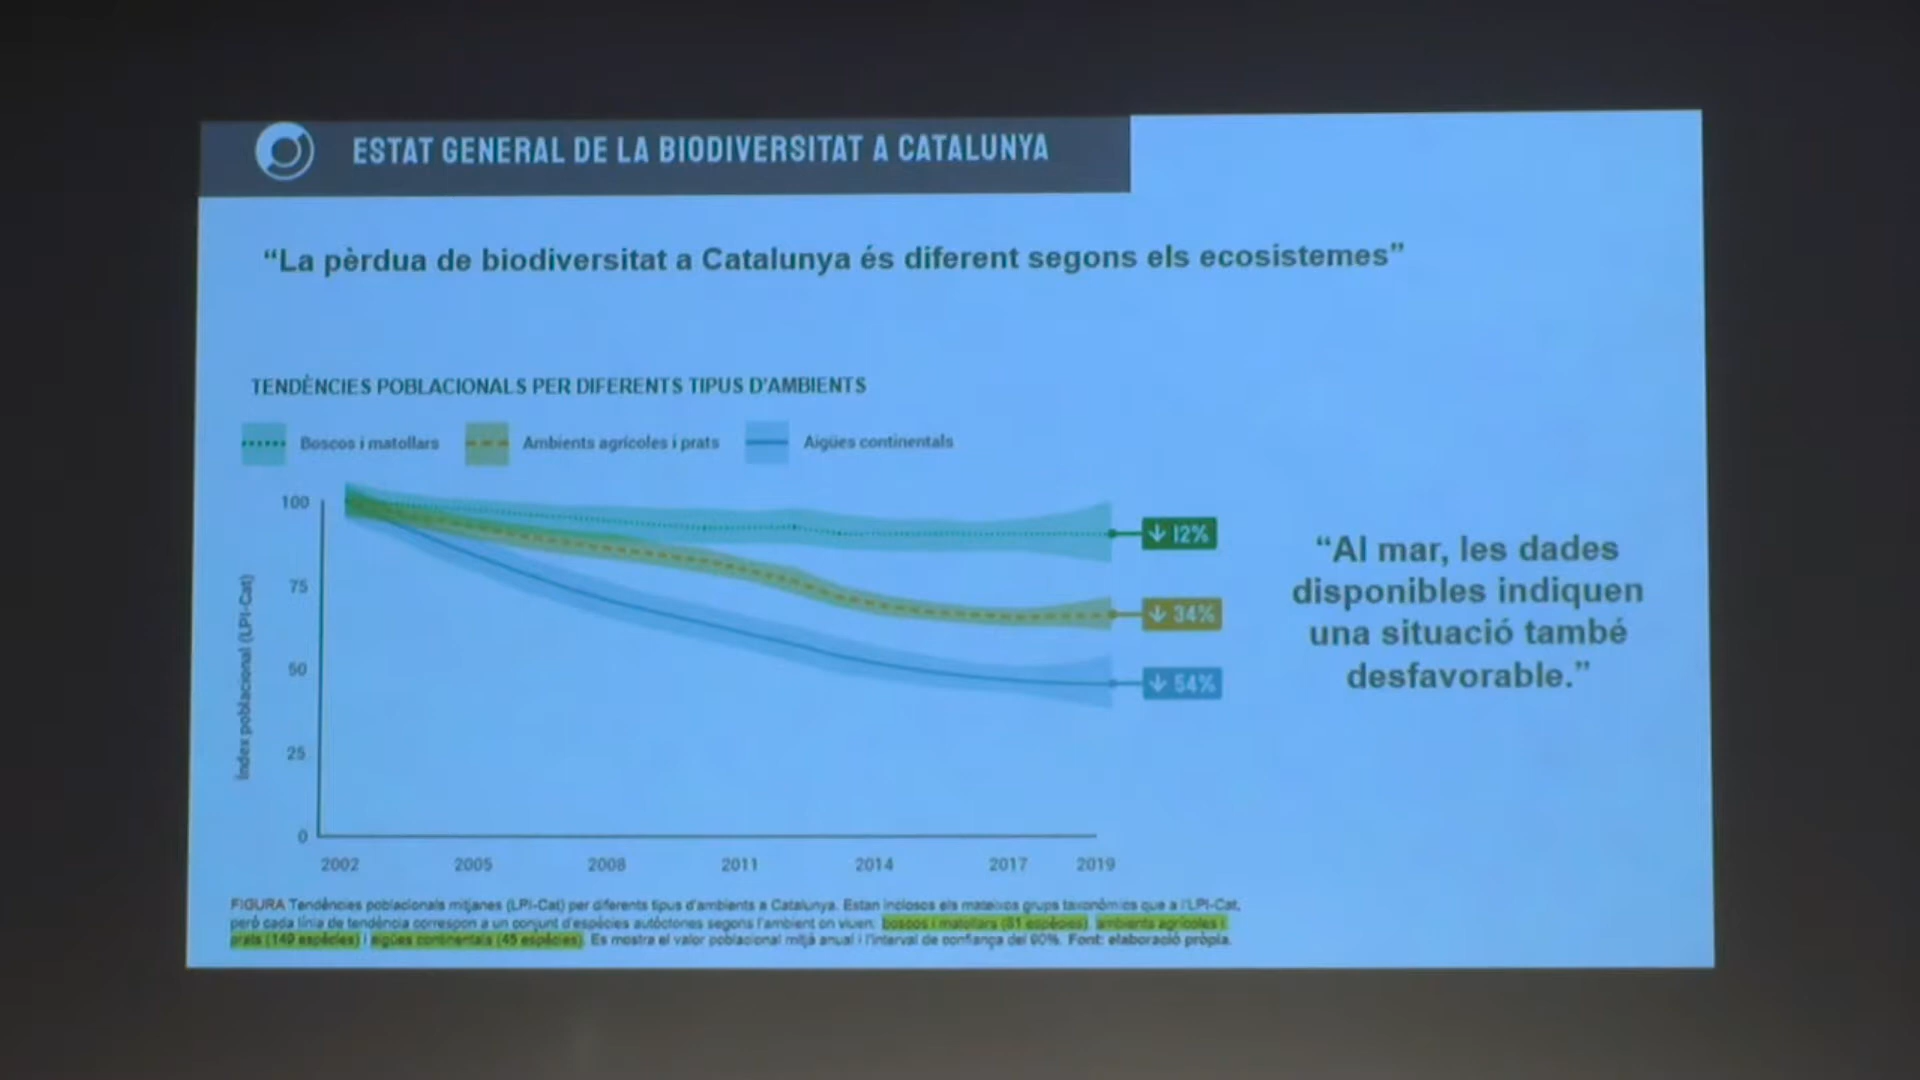 ESTAT GENERAL DE LA BIODIVERSITAT A CATALUNYA
“La pèrdua de biodiversitat a Catalunya és diferent segons els ecosistemes”
TENDÈNCIES POBLACIONALS PER DIFERENTS TIPUS D'AMBIENTS
Boscos i matollars
Ambients agrícoles i prats
Aigües continentals
Índex poblacional (LPI-Cat)
100
75
50
25
0
2002 2005 2008 2011 2014 2017 2019
↓ 12%
↓ 34%
↓ 54%
“Al mar, les dades
disponibles indiquen
una situació també
desfavorable.”
FIGURA Tendències poblacionals mitjanes (LPI-Cat) per diferents tipus d'ambients a Catalunya. Estan inclosos els mateixos grups taxonòmics que a l'LPI-Cat,
però cada línia de tendència correspon a un conjunt d'espècies autòctones segons l'ambient on viuen: boscos i matollars ambients agrícoles i
prats espècies) i aigües continentals espècies). Es mostra el valor poblacional mitjà anual i l'interval de confiança del 90%. Font: elaboració pròpia.